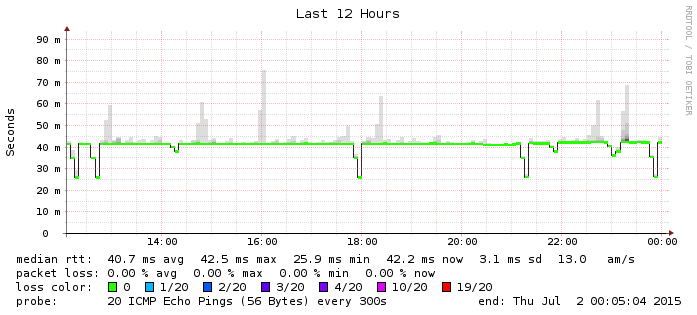 Last 12 Hours
RRDTOOL / TOBI OETIKER
Seconds
90 m
80 m
70 m
60 m
50 m
40 m
30 m
20 m
10 m
0
14:00 16:00 18:00 20:00 22:00 00:00
median rtt: 40.7 ms avg 42.5 ms max 25.9 ms min 42.2 ms now 3.1 ms sd 13.0 am/s
packet loss: 0.00 % avg 0.00 % max 0.00 % min 0.00 % now
loss color: 0 1/20 2/20 3/20 4/20 10/20 19/20
probe: 20 ICMP Echo Pings (56 Bytes) every 300s end: Thu Jul 2 00:05:04 2015